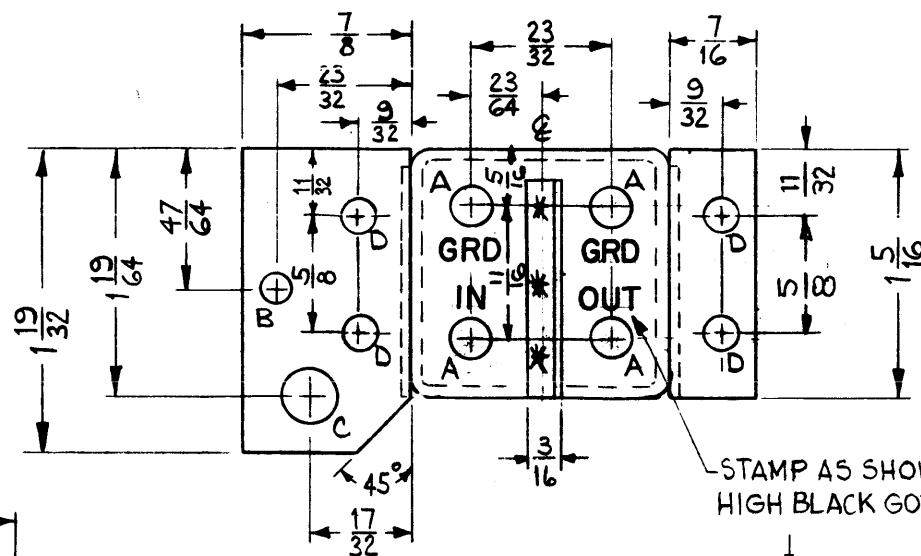 7/8
23/32
7/16
23/32
23/64
9/32
9/32
℄
11/32
5/16
11/32
47/64
A
A
D
D
GRD
GRD
1 19/64
5/8
11/16
5/8
1 5/16
1 19/32
IN
OUT
B
D
D
A
A
C
3/16
45°
17/32
STAMP AS SHO
HIGH BLACK GO